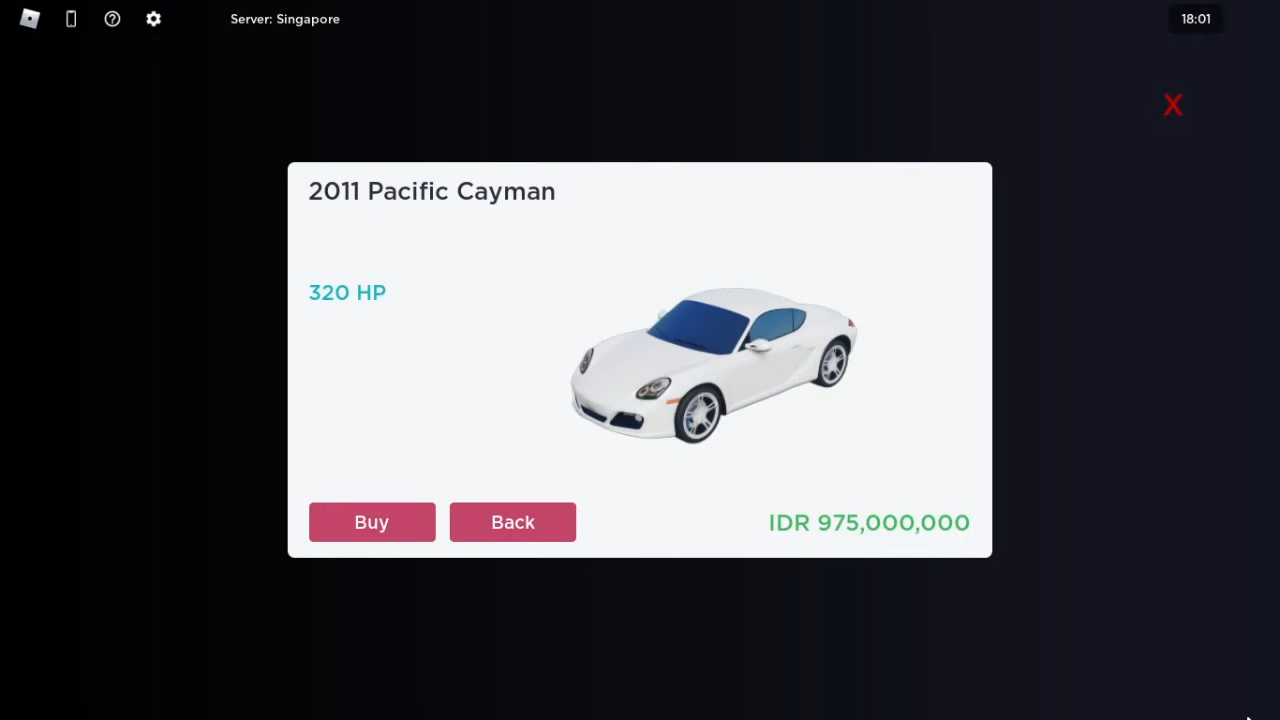 Server: Singapore
18:01
X
2011 Pacific Cayman
320 HP
Buy
Back
IDR 975,000,000